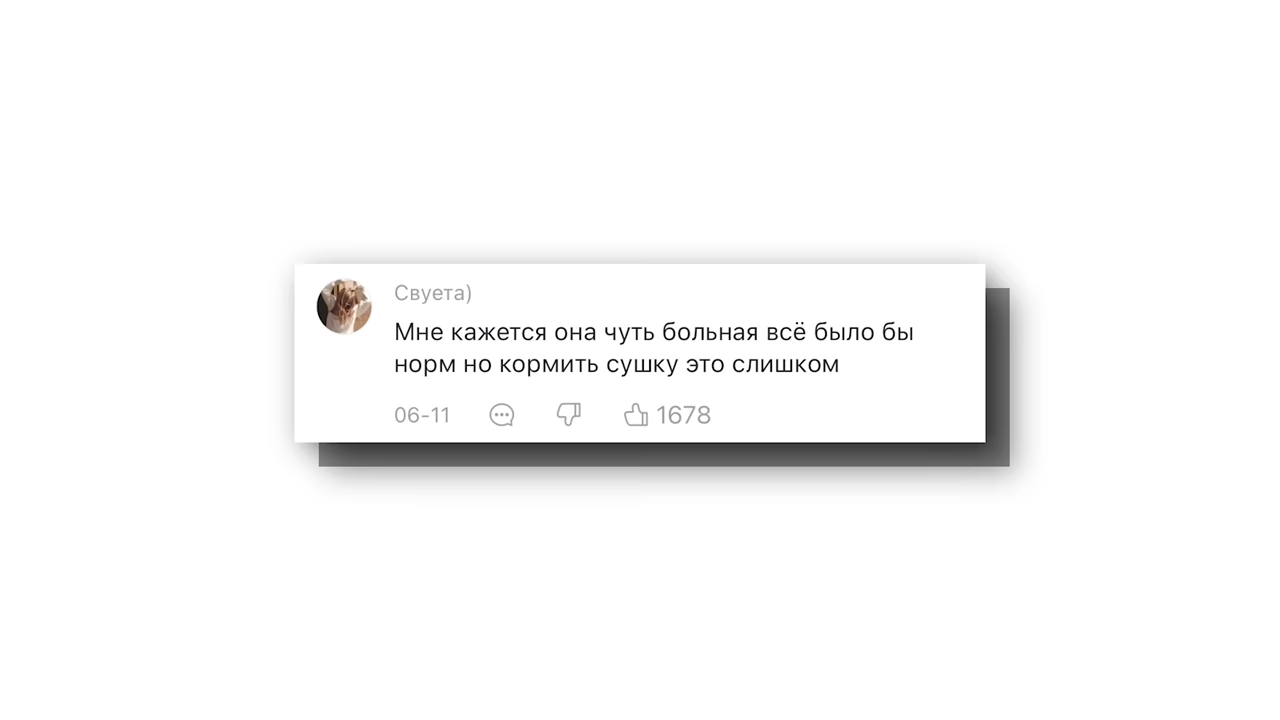 Свуета)
Мне кажется она чуть больная всё было бы
норм но кормить сушку это слишком
06-11 1678